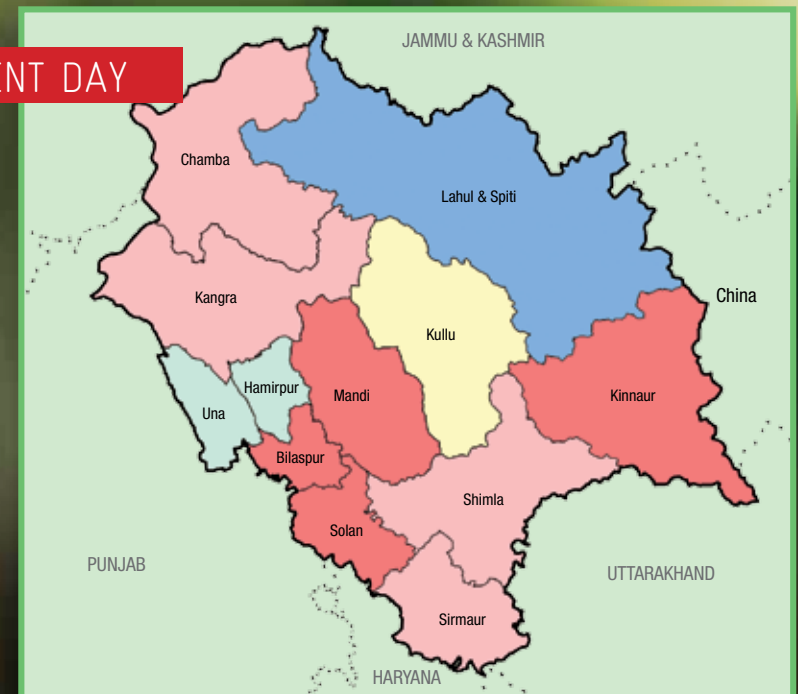 JAMMU & KASHMIR
ENT DAY
Chamba
Lahul & Spiti
Kangra
China
Kullu
Hamirpur
Mandi
Kinnaur
Una
Bilaspur
Shimla
Solan
PUNJAB
UTTARAKHAND
Sirmaur
HARYANA